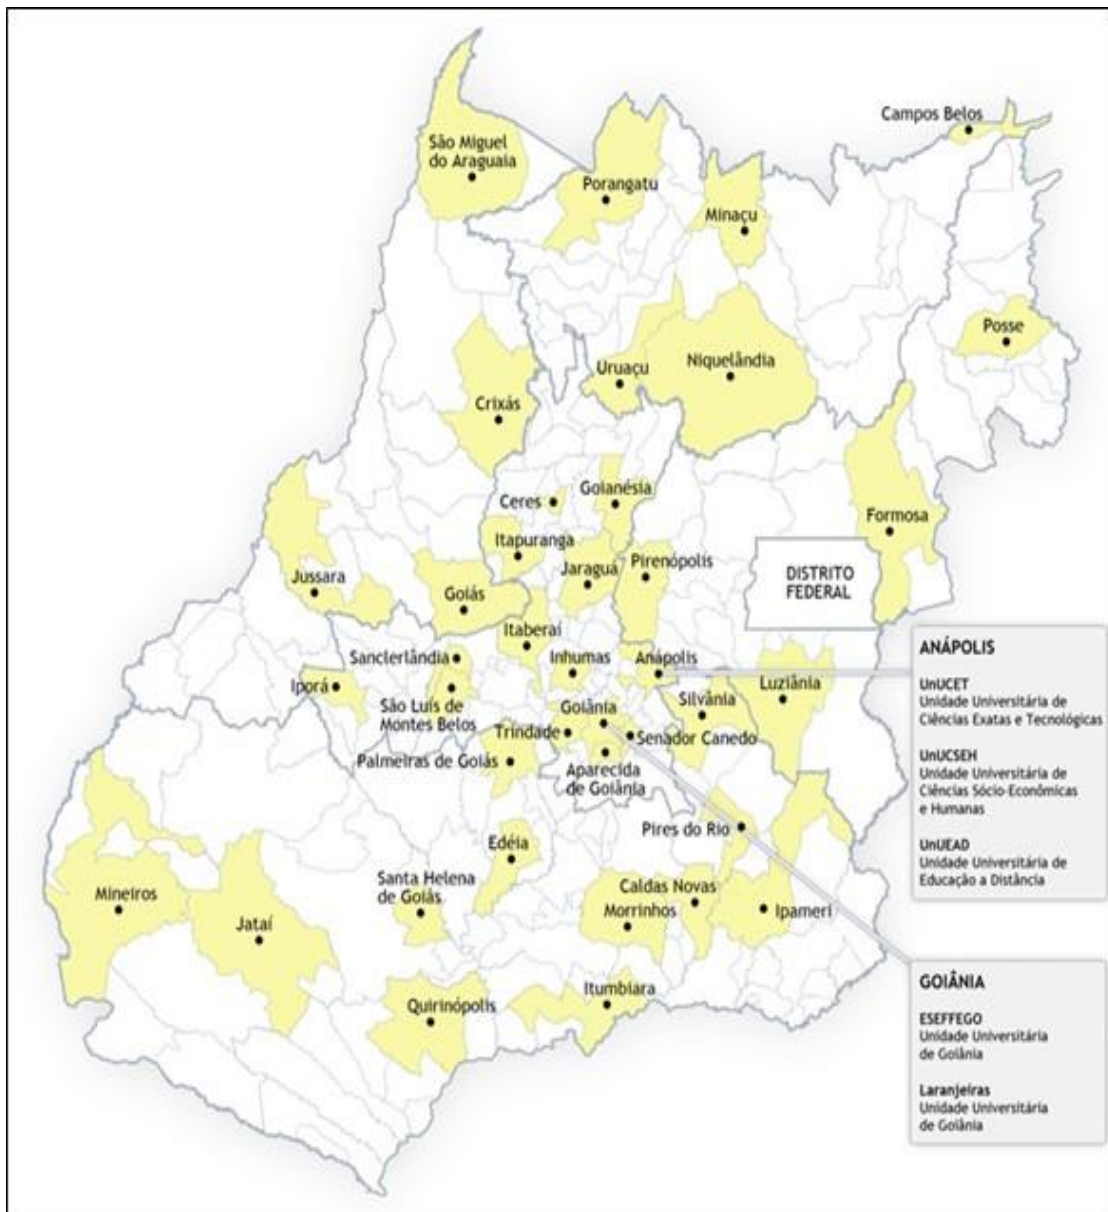 Campos Belos
São Miguel
do Araguaia
Porangatu
Minaçu
Posse
Uruaçu
Niquelândia
Crixás
Ceres
Goianésia
Formosa
Itapuranga
Jaraguá
Pirenópolis
DISTRITO
FEDERAL
Jussara
Goiás
Itaberaí
Sanclerlândia
Inhumas
Anápolis
Iporá
São Luís de
Montes Belos
Goiânia
Silvânia
Luziânia
Trindade
Senador Canedo
Palmeiras de Goiás
Aparecida
de Goiânia
Pires do Rio
Edéia
Santa Helena
de Goiás
Caldas Novas
Morrinhos
Ipameri
Mineiros
Jataí
Quirinópolis
Itumbiara
ANÁPOLIS
UnUCET
Unidade Universitária de
Ciências Exatas e Tecnológicas
UnUCSEH
Unidade Universitária de
Ciências Sócio-Econômicas
e Humanas
UnUEAD
Unidade Universitária de
Educação a Distância
GOIÂNIA
ESEFFEGO
Unidade Universitária
de Goiânia
Laranjeiras
Unidade Universitária
de Goiânia